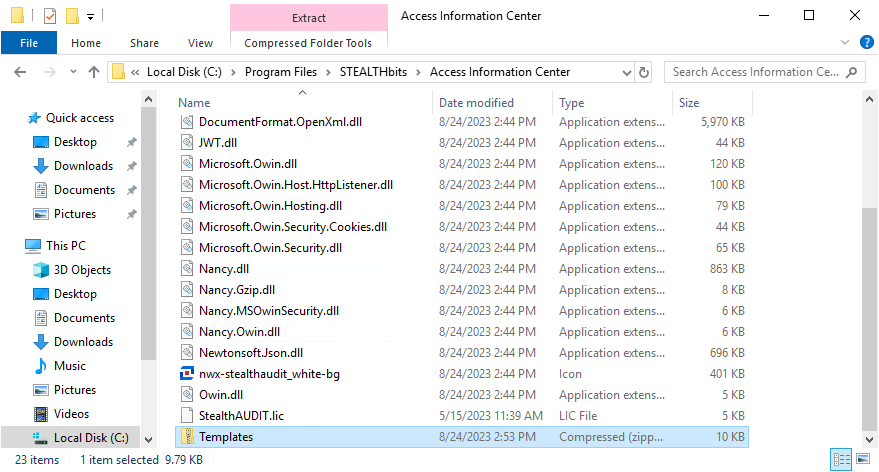 Extract
Access Information Center
File
Home
Share
View
Compressed Folder Tools
« Local Disk (C:) > Program Files > STEALTHbits > Access Information Center
Search Access Information Ce...
Quick access
Desktop
Downloads
Documents
Pictures
This PC
3D Objects
Desktop
Documents
Downloads
Music
Pictures
Videos
Local Disk (C:)
Name Date modified Type Size
DocumentFormat.OpenXml.dll 8/24/2023 2:44 PM Application extens... 5,970 KB
JWT.dll 8/24/2023 2:44 PM Application extens... 44 KB
Microsoft.Owin.dll 8/24/2023 2:44 PM Application extens... 120 KB
Microsoft.Owin.Host.HttpListener.dll 8/24/2023 2:44 PM Application extens... 100 KB
Microsoft.Owin.Hosting.dll 8/24/2023 2:44 PM Application extens... 79 KB
Microsoft.Owin.Security.Cookies.dll 8/24/2023 2:44 PM Application extens... 44 KB
Microsoft.Owin.Security.dll 8/24/2023 2:44 PM Application extens... 65 KB
Nancy.dll 8/24/2023 2:44 PM Application extens... 863 KB
Nancy.Gzip.dll 8/24/2023 2:44 PM Application extens... 8 KB
Nancy.MSOwinSecurity.dll 8/24/2023 2:44 PM Application extens... 6 KB
Nancy.Owin.dll 8/24/2023 2:44 PM Application extens... 6 KB
Newtonsoft.Json.dll 8/24/2023 2:44 PM Application extens... 696 KB
nwx-stealthaudit_white-bg 8/24/2023 2:44 PM Icon 401 KB
Owin.dll 8/24/2023 2:44 PM Application extens... 5 KB
StealthAUDIT.lic 5/15/2023 11:39 AM LIC File 5 KB
Templates 8/24/2023 2:53 PM Compressed (zipp... 10 KB
23 items 1 item selected 9.79 KB